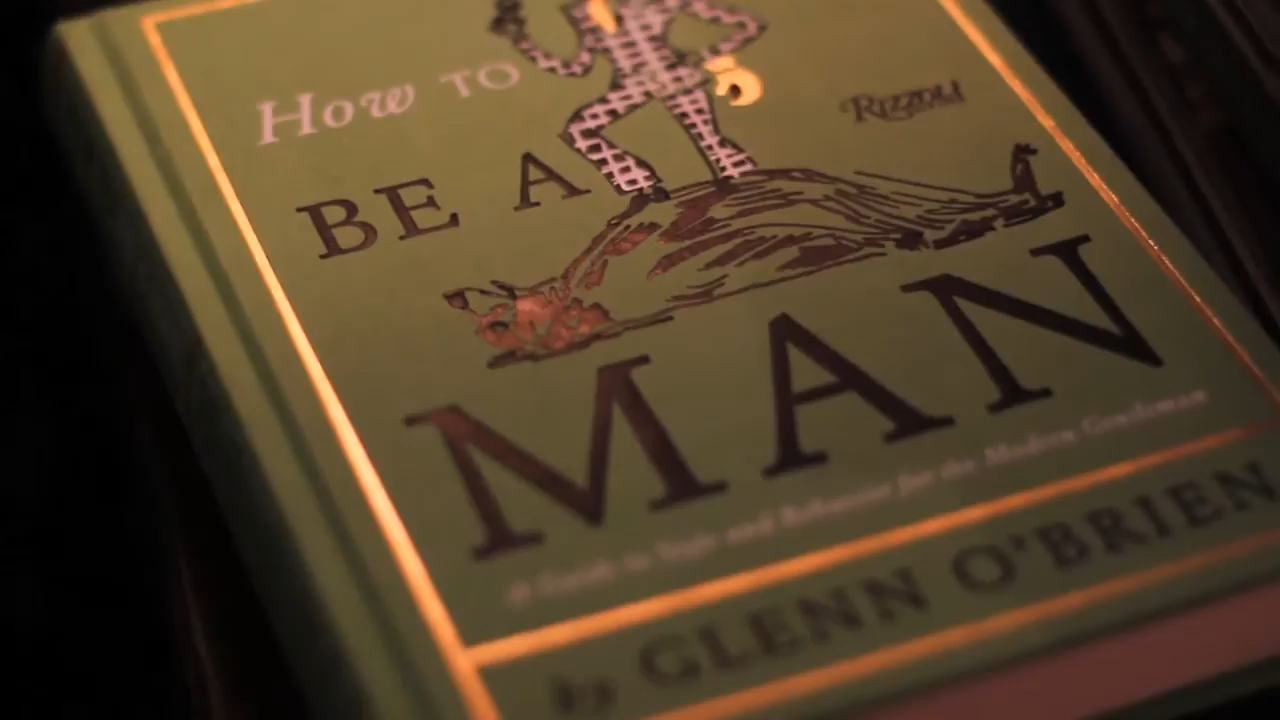 How TO
RIZZOLI
BE A
MAN
A Guide to Style and Behavior for the Modern Gentleman
by GLENN O'BRIEN